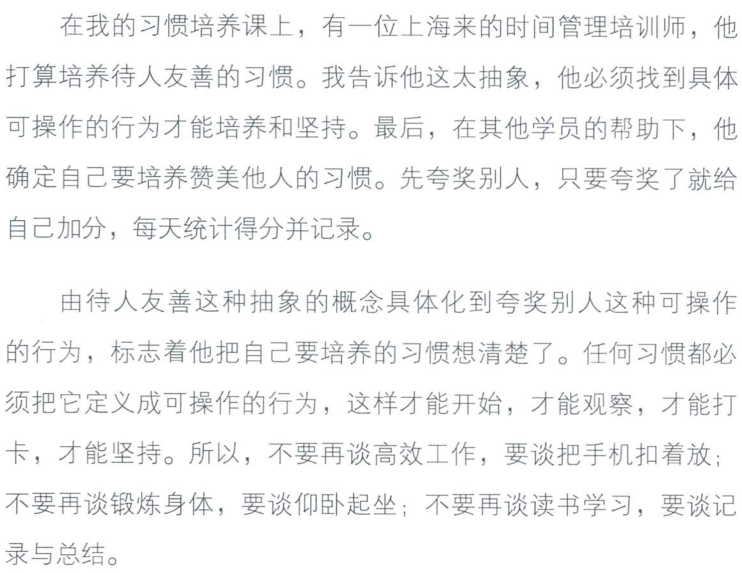 在我的习惯培养课上，有一位上海来的时间管理培训师，他
打算培养待人友善的习惯。我告诉他这太抽象，他必须找到具体
可操作的行为才能培养和坚持。最后，在其他学员的帮助下，他
确定自己要培养赞美他人的习惯。先夸奖别人，只要夸奖了就给
自己加分，每天统计得分并记录。
由待人友善这种抽象的概念具体化到夸奖别人这种可操作
的行为，标志着他把自己要培养的习惯想清楚了。任何习惯都必
须把它定义成可操作的行为，这样才能开始，才能观察，才能打
卡，才能坚持。所以，不要再谈高效工作，要谈把手机扣着放；
不要再谈锻炼身体，要谈仰卧起坐；不要再谈读书学习，要谈记
录与总结。